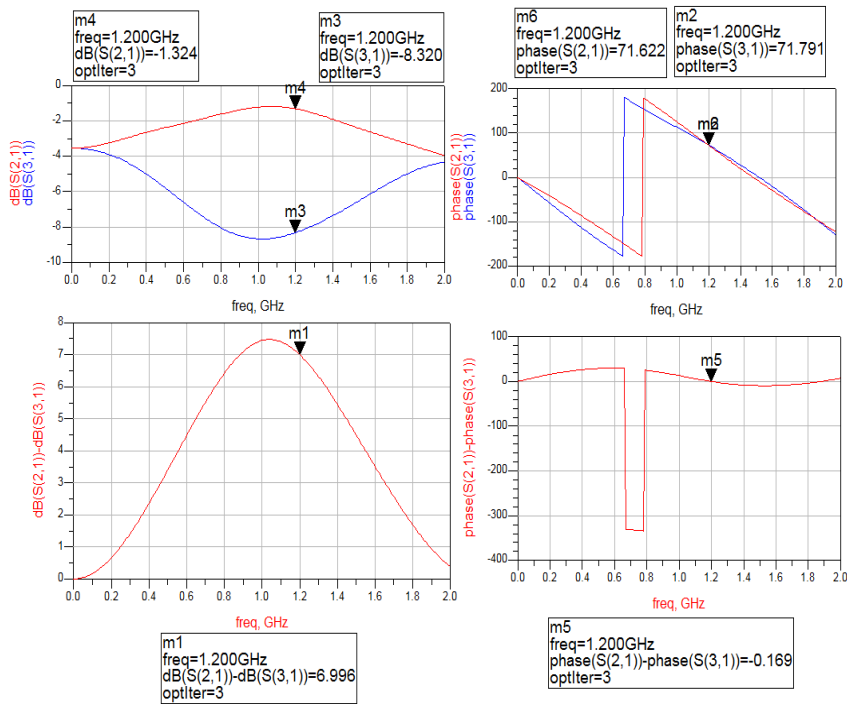 m4
freq=1.200GHz
dB(S(2,1))=-1.324
optIter=3
m3
freq=1.200GHz
dB(S(3,1))=-8.320
optIter=3
m6
freq=1.200GHz
phase(S(2,1))=71.622
optIter=3
m2
freq=1.200GHz
phase(S(3,1))=71.791
optIter=3
dB(S(2,1))
dB(S(3,1))
0
-2
-4
-6
-8
-10
m4
m3
0.0 0.2 0.4 0.6 0.8 1.0 1.2 1.4 1.6 1.8 2.0
freq, GHz
phase(S(2,1))
phase(S(3,1))
200
100
0
-100
-200
0.0 0.2 0.4 0.6 0.8 1.0 1.2 1.4 1.6 1.8 2.0
freq, GHz
dB(S(2,1))-dB(S(3,1))
8
7
6
5
4
3
2
1
0
m1
0.0 0.2 0.4 0.6 0.8 1.0 1.2 1.4 1.6 1.8 2.0
freq, GHz
phase(S(2,1))-phase(S(3,1))
100
0
-100
-200
-300
-400
m5
0.0 0.2 0.4 0.6 0.8 1.0 1.2 1.4 1.6 1.8 2.0
freq, GHz
m1
freq=1.200GHz
dB(S(2,1))-dB(S(3,1))=6.996
optIter=3
m5
freq=1.200GHz
phase(S(2,1))-phase(S(3,1))=-0.169
optIter=3